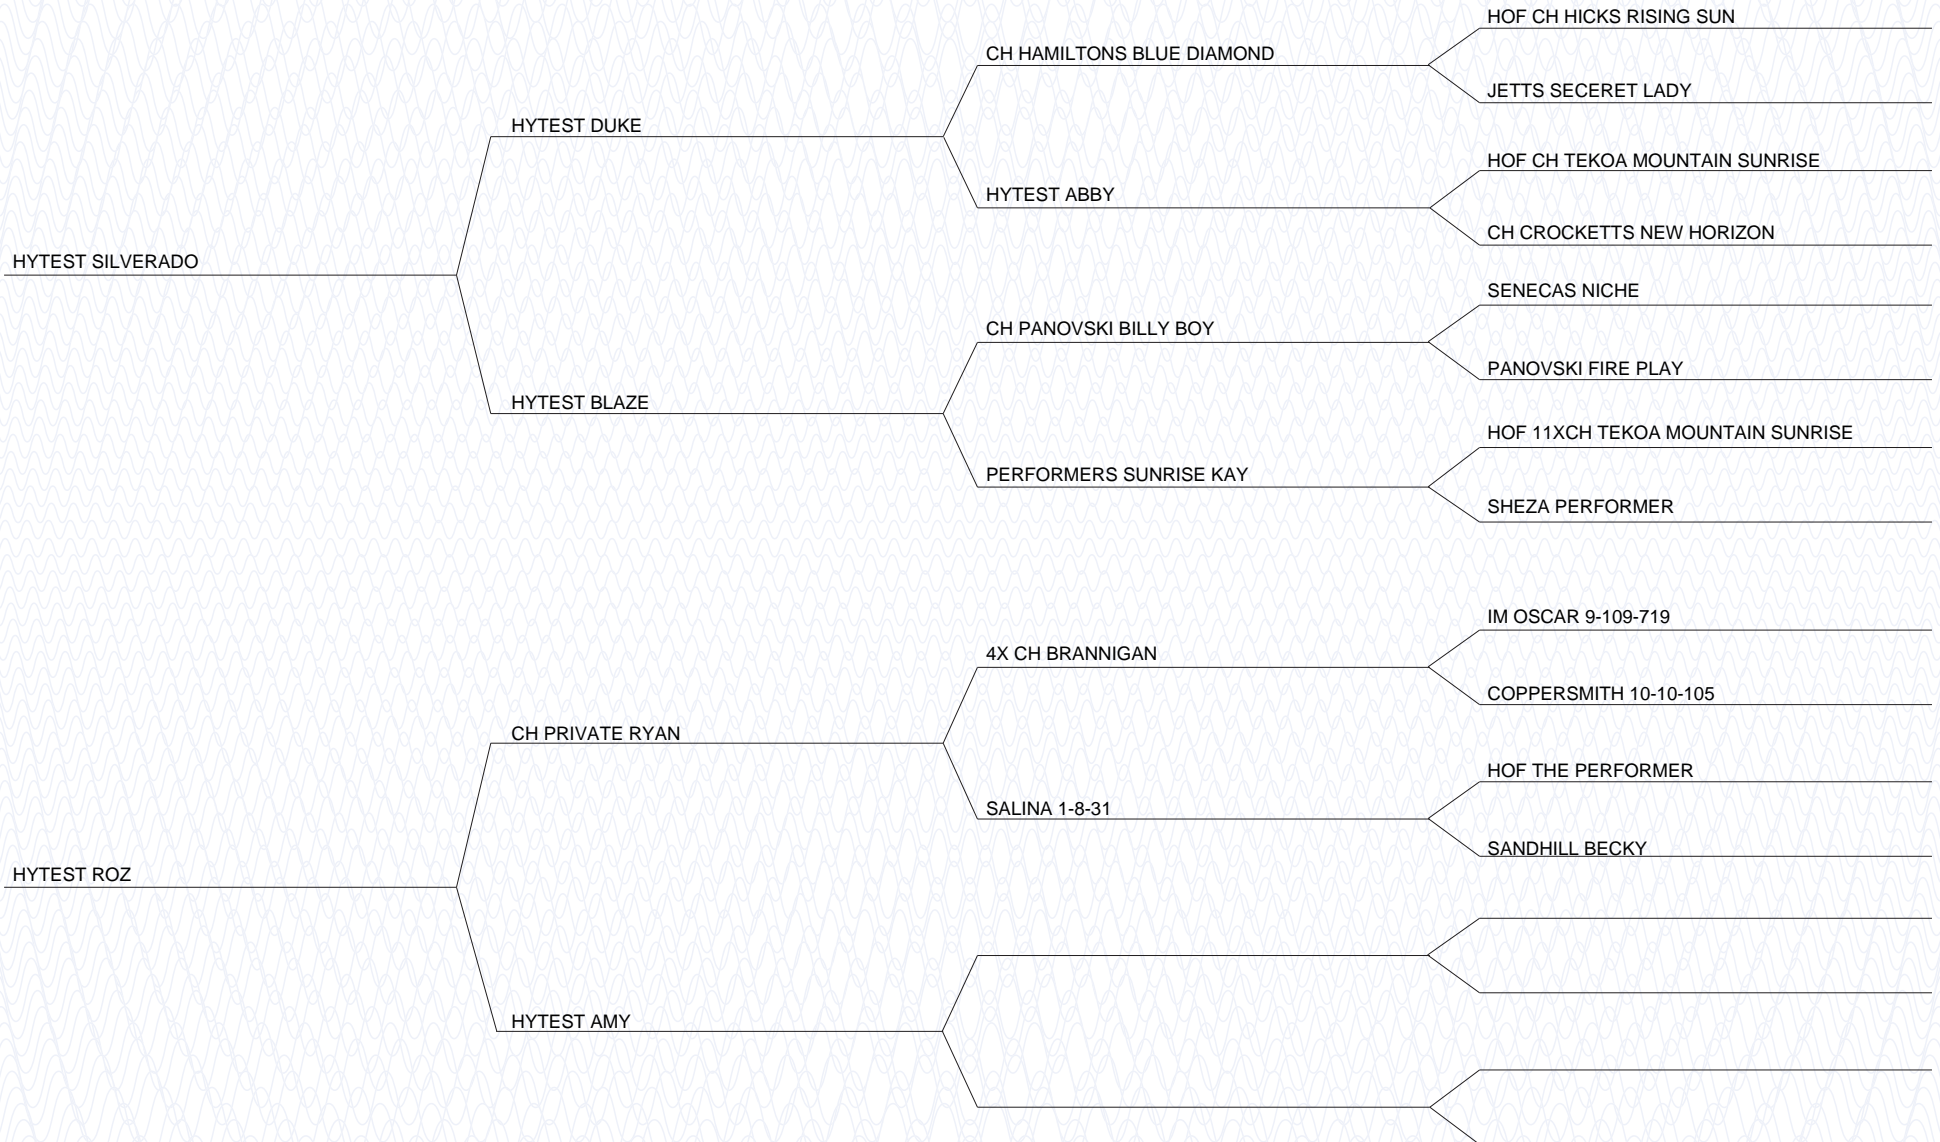 HOF CH HICKS RISING SUN
CH HAMILTONS BLUE DIAMOND
JETTS SECERET LADY
HYTEST DUKE
HOF CH TEKOA MOUNTAIN SUNRISE
HYTEST ABBY
CH CROCKETTS NEW HORIZON
HYTEST SILVERADO
SENECAS NICHE
CH PANOVSKI BILLY BOY
PANOVSKI FIRE PLAY
HYTEST BLAZE
HOF 11XCH TEKOA MOUNTAIN SUNRISE
PERFORMERS SUNRISE KAY
SHEZA PERFORMER
IM OSCAR 9-109-719
4X CH BRANNIGAN
COPPERSMITH 10-10-105
CH PRIVATE RYAN
HOF THE PERFORMER
SALINA 1-8-31
SANDHILL BECKY
HYTEST ROZ
HYTEST AMY